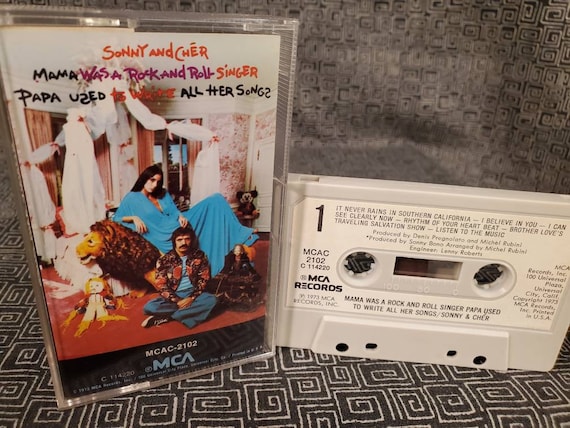 SONNY AND CHÉR
MAMA WAS A ROCK AND ROLL SINGER
PAPA USED TO WRITE ALL HER SONGS
MCAC-2102
C 114220
MCA
1
IT NEVER RAINS IN SOUTHERN CALIFORNIA — I BELIEVE IN YOU — I CAN
SEE CLEARLY NOW — RHYTHM OF YOUR HEART BEAT — BROTHER LOVE'S
TRAVELING SALVATION SHOW — LISTEN TO THE MUSIC
Produced by Denis Pregnolato and Michel Rubini
*Produced by Sonny Bono Arranged by Michel Rubini
Engineer: Lenny Roberts
MCAC
2102
C 114220
MCA
RECORDS
℗ 1973 MCA
RECORDS, INC.
MCA
Records, Inc.
100 Universal
Plaza,
Universal
City, Calif.
Copyright 1973
MCA Records,
Inc. Printed
in U.S.A.
MAMA WAS A ROCK AND ROLL SINGER PAPA USED
TO WRITE ALL HER SONGS/SONNY & CHÉR